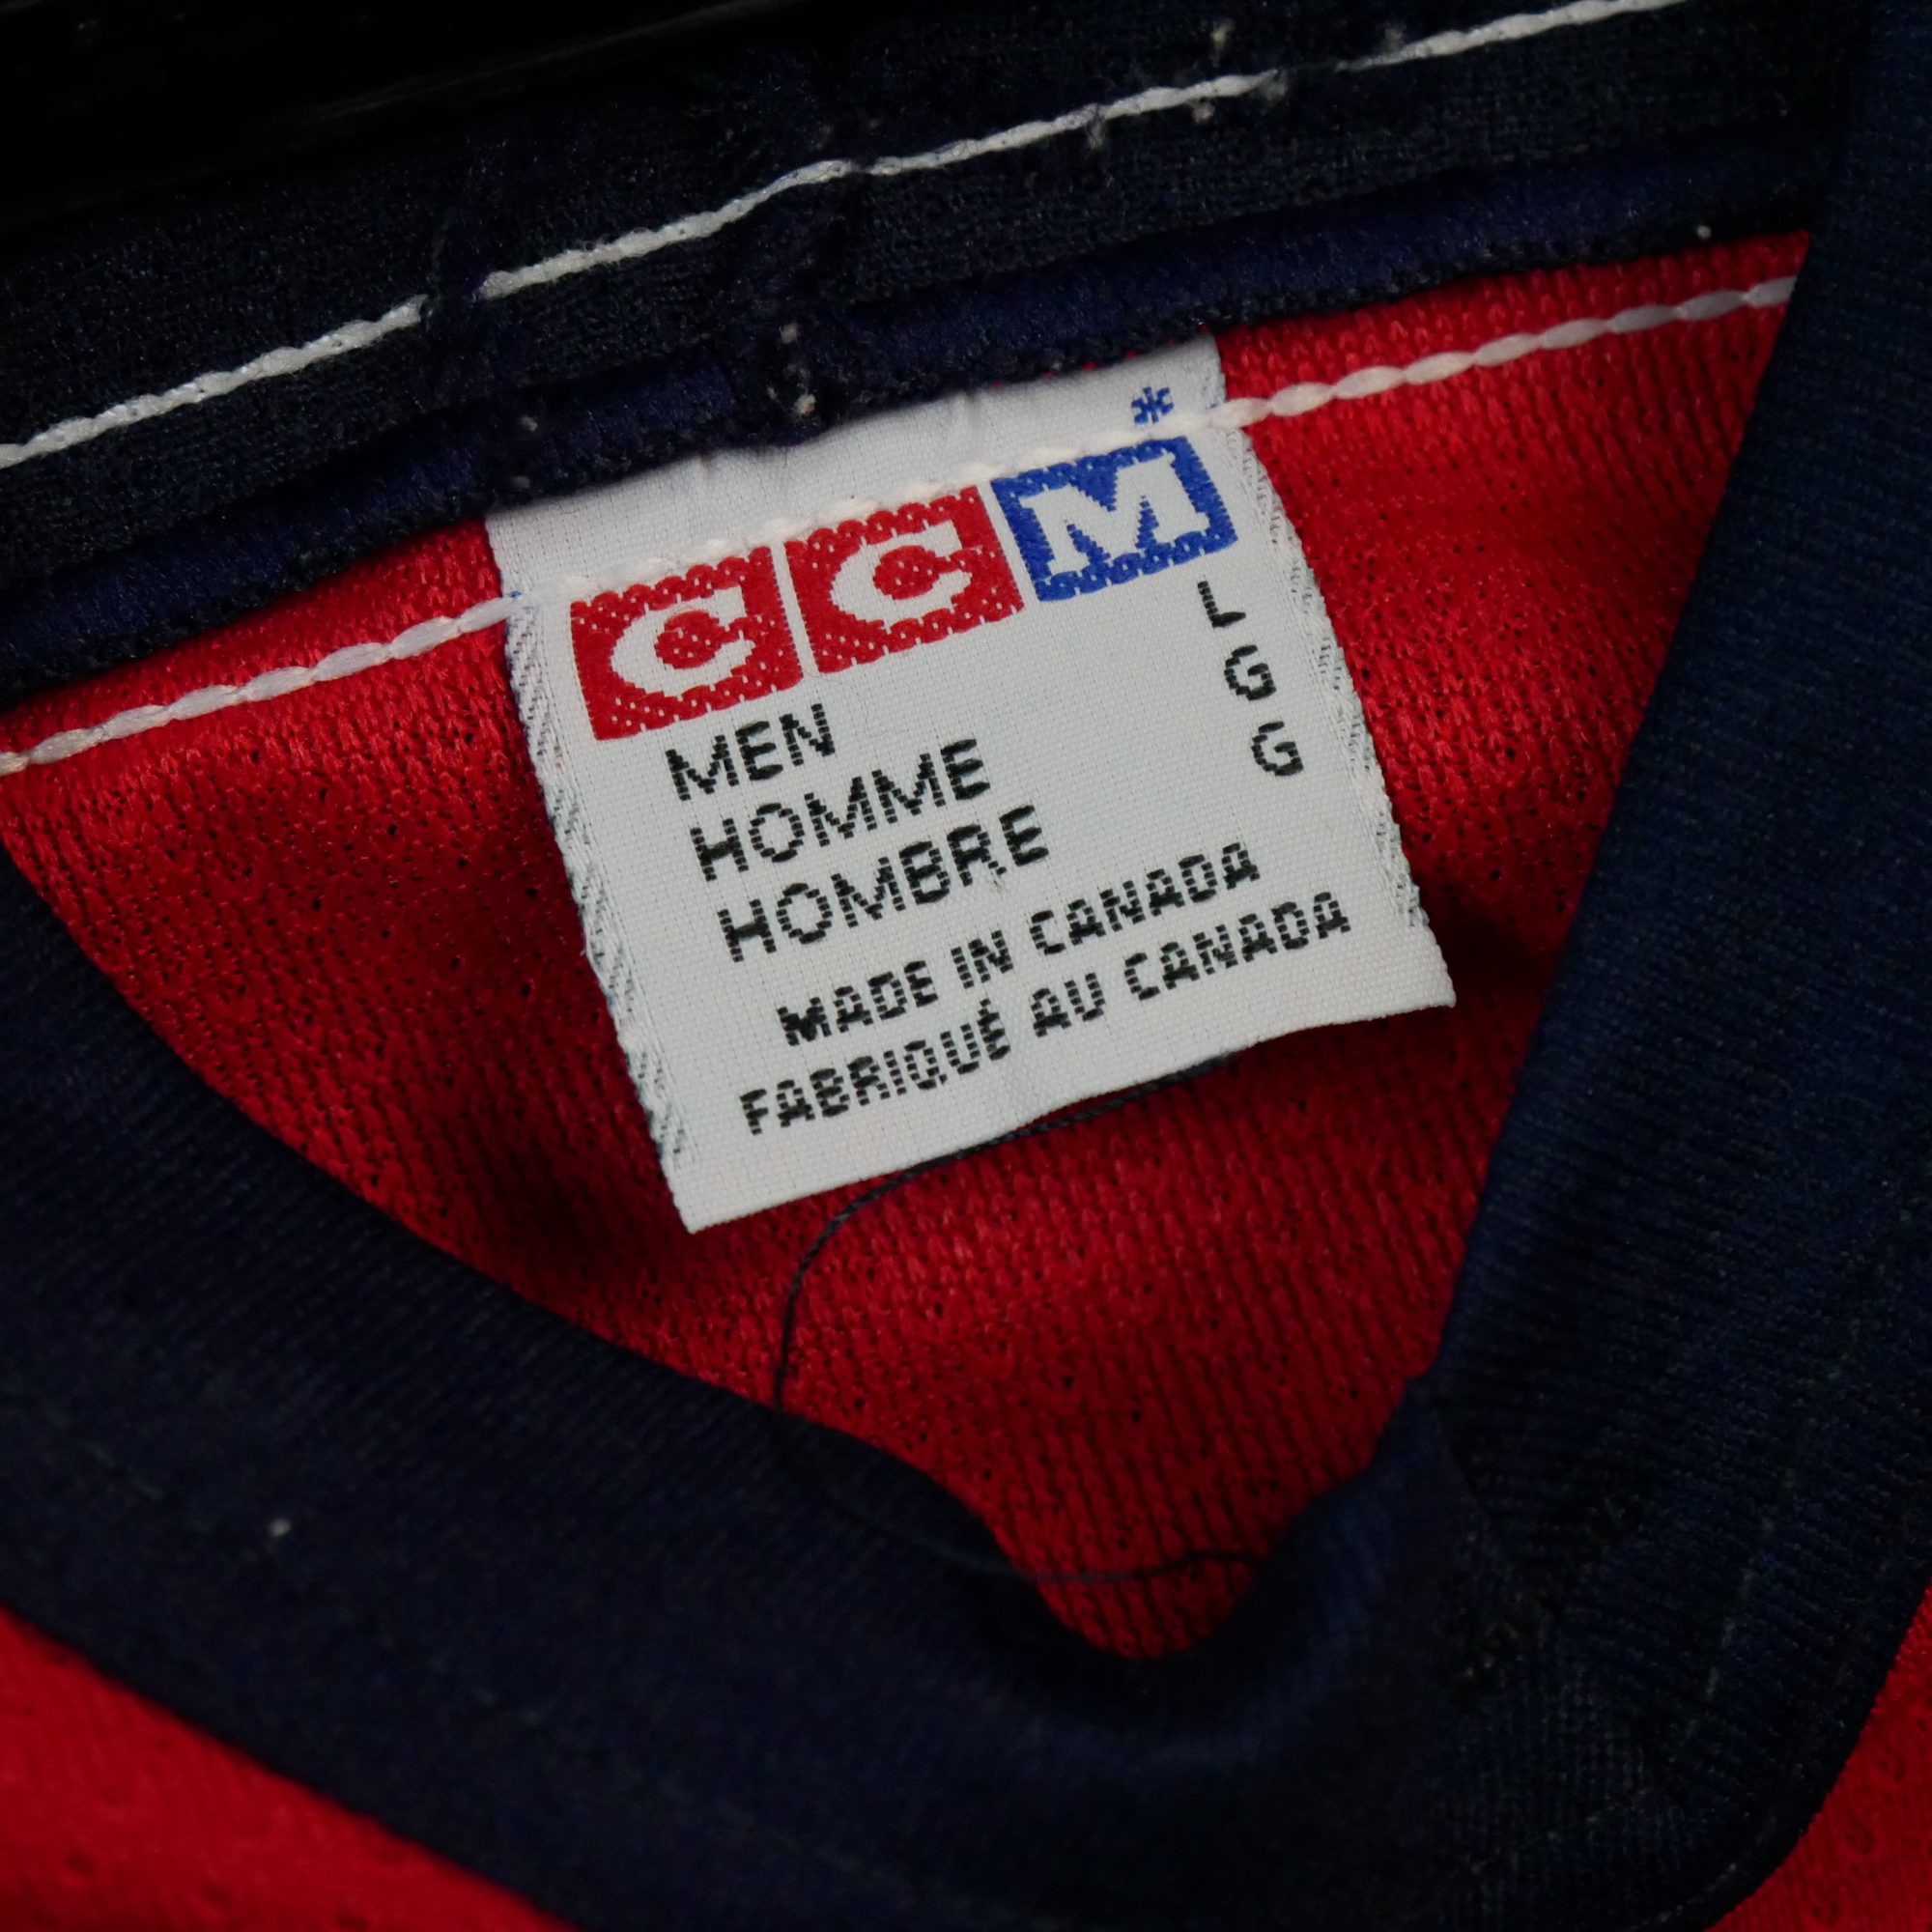 CCM*
MEN L
HOMME G
HOMBRE G
MADE IN CANADA
FABRIQUÉ AU CANADA